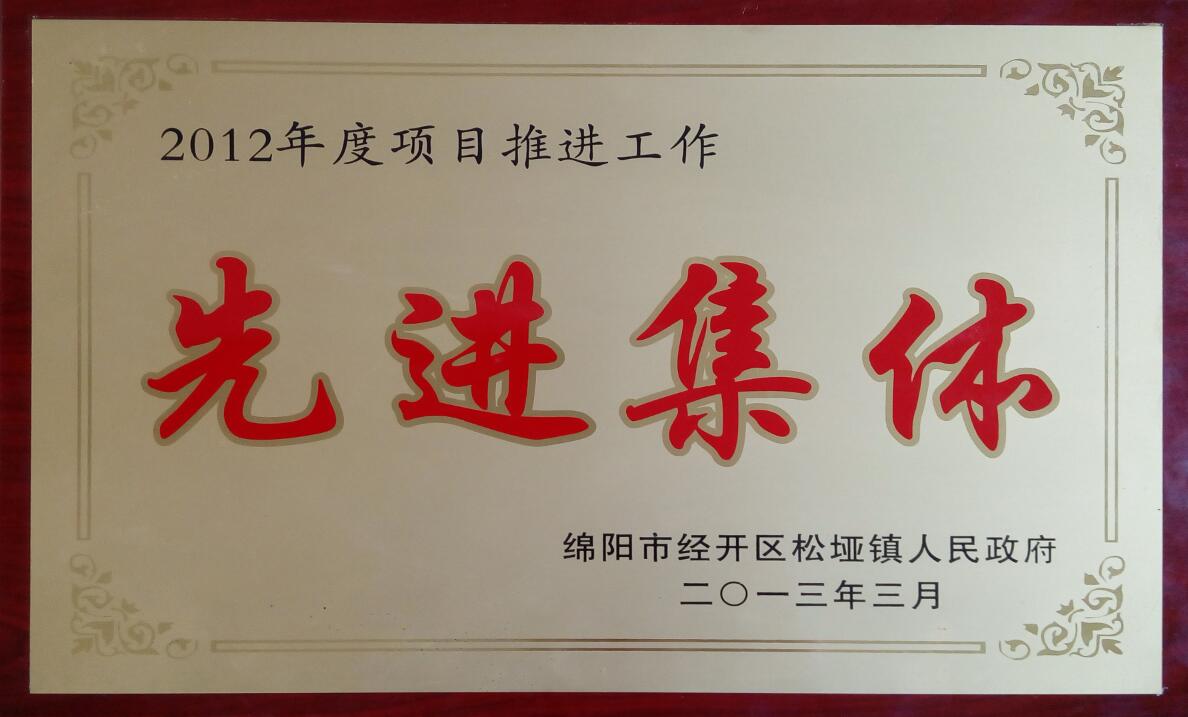 2012年度项目推进工作
先进集体
绵阳市经开区松垭镇人民政府
二〇一三年三月